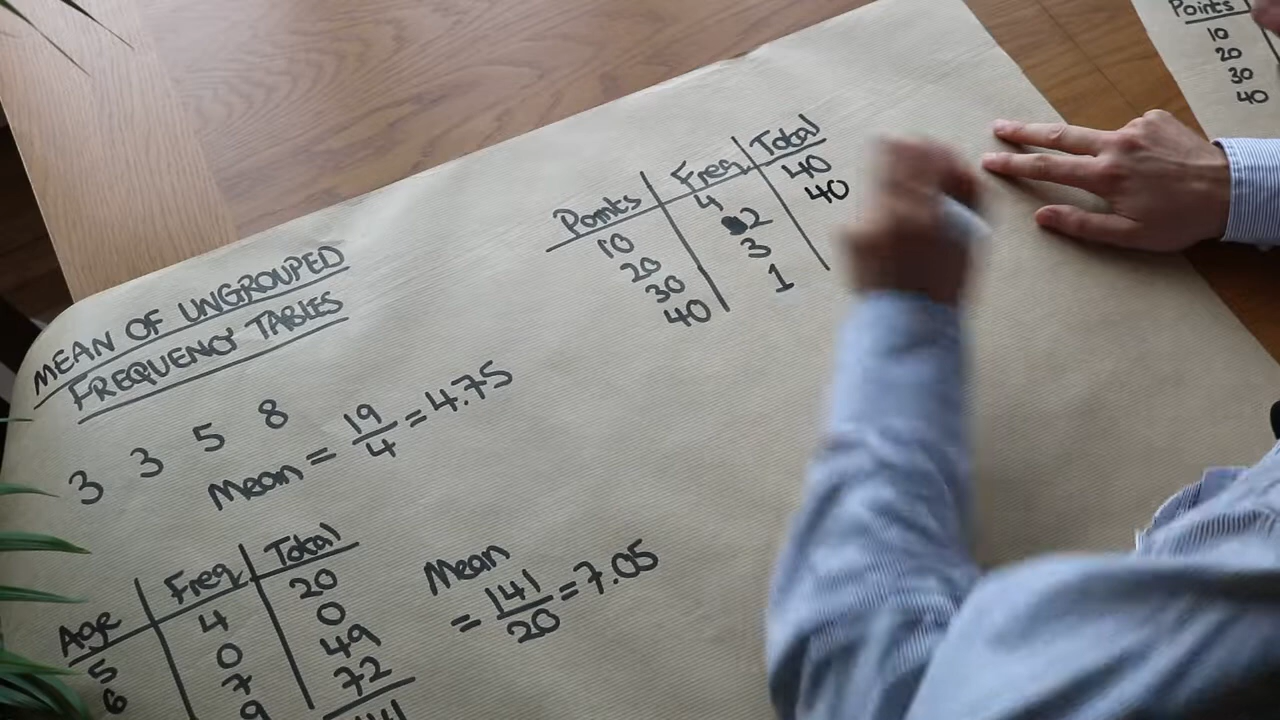 MEAN OF UNGROUPED
FREQUENCY TABLES
3 3 5 8
Mean = 19/4 = 4.75
Age Freq Total
5 4 20
6 0 0
7 49
9 72
141
Mean
= 141/20 = 7.05
Points Freq Total
10 4 40
20 2 40
30 3
40 1
Points
10
20
30
40